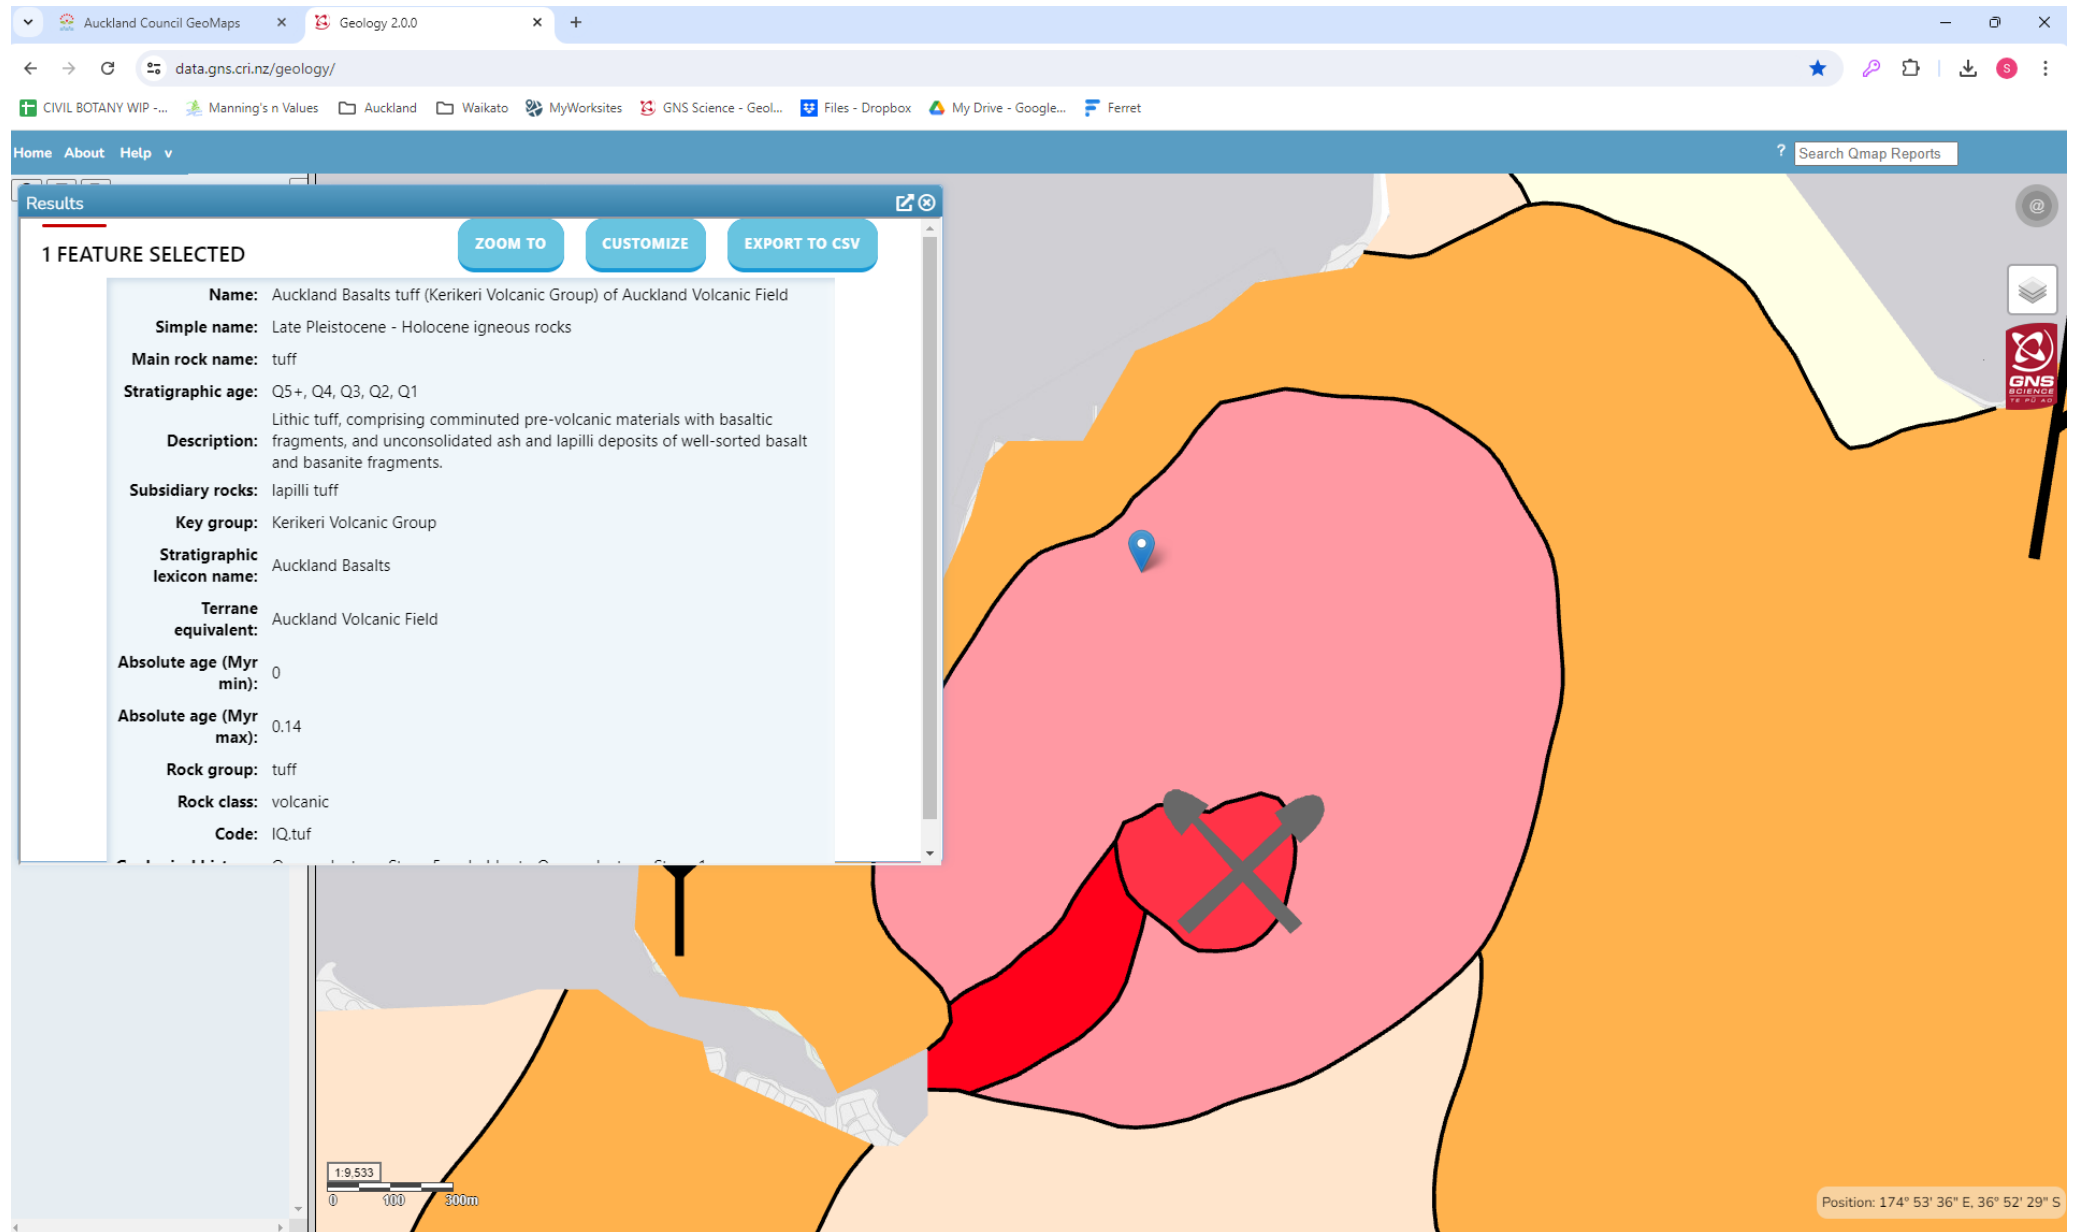 Auckland Council GeoMaps
Geology 2.0.0
data.gns.cri.nz/geology/
S
CIVIL BOTANY WIP -...
Manning's n Values
Auckland
Waikato
MyWorksites
GNS Science - Geol...
Files - Dropbox
My Drive - Google...
Ferret
Home About Help v
? Search Qmap Reports
Results
1 FEATURE SELECTED
ZOOM TO
CUSTOMIZE
EXPORT TO CSV
Name: Auckland Basalts tuff (Kerikeri Volcanic Group) of Auckland Volcanic Field
Simple name: Late Pleistocene - Holocene igneous rocks
Main rock name: tuff
Stratigraphic age: Q5+, Q4, Q3, Q2, Q1
Description: Lithic tuff, comprising comminuted pre-volcanic materials with basaltic
fragments, and unconsolidated ash and lapilli deposits of well-sorted basalt
and basanite fragments.
Subsidiary rocks: lapilli tuff
Key group: Kerikeri Volcanic Group
Stratigraphic
lexicon name: Auckland Basalts
Terrane
equivalent: Auckland Volcanic Field
Absolute age (Myr
min): 0
Absolute age (Myr
max): 0.14
Rock group: tuff
Rock class: volcanic
Code: IQ.tuf
@
GNS
SCIENCE
TE PŪ AO
1:9,533
0 100 300m
Position: 174° 53' 36" E, 36° 52' 29" S